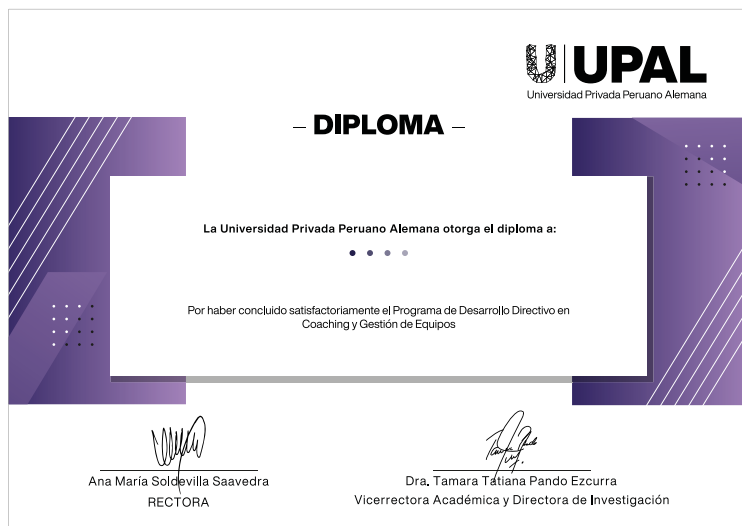 UPAL
Universidad Privada Peruano Alemana
– DIPLOMA –
La Universidad Privada Peruano Alemana otorga el diploma a:
Por haber concluido satisfactoriamente el Programa de Desarrollo Directivo en
Coaching y Gestión de Equipos
Ana María Soldevilla Saavedra
RECTORA
Dra. Tamara Tatiana Pando Ezcurra
Vicerrectora Académica y Directora de Investigación